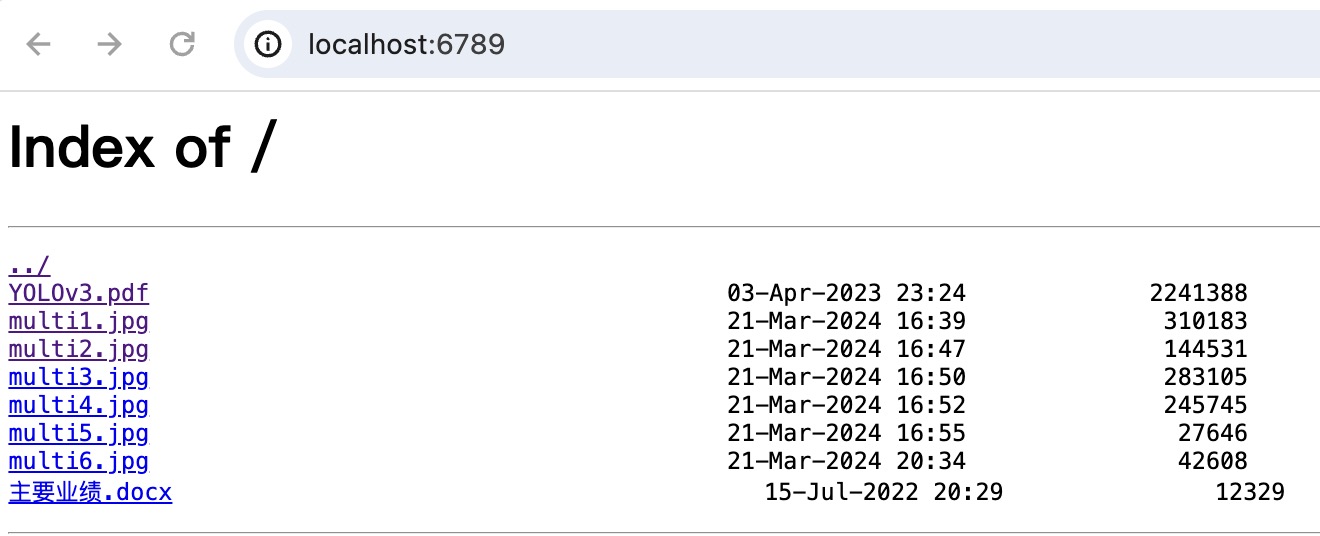 localhost:6789
Index of /
../
YOLOv3.pdf 03-Apr-2023 23:24 2241388
multi1.jpg 21-Mar-2024 16:39 310183
multi2.jpg 21-Mar-2024 16:47 144531
multi3.jpg 21-Mar-2024 16:50 283105
multi4.jpg 21-Mar-2024 16:52 245745
multi5.jpg 21-Mar-2024 16:55 27646
multi6.jpg 21-Mar-2024 20:34 42608
主要业绩.docx 15-Jul-2022 20:29 12329